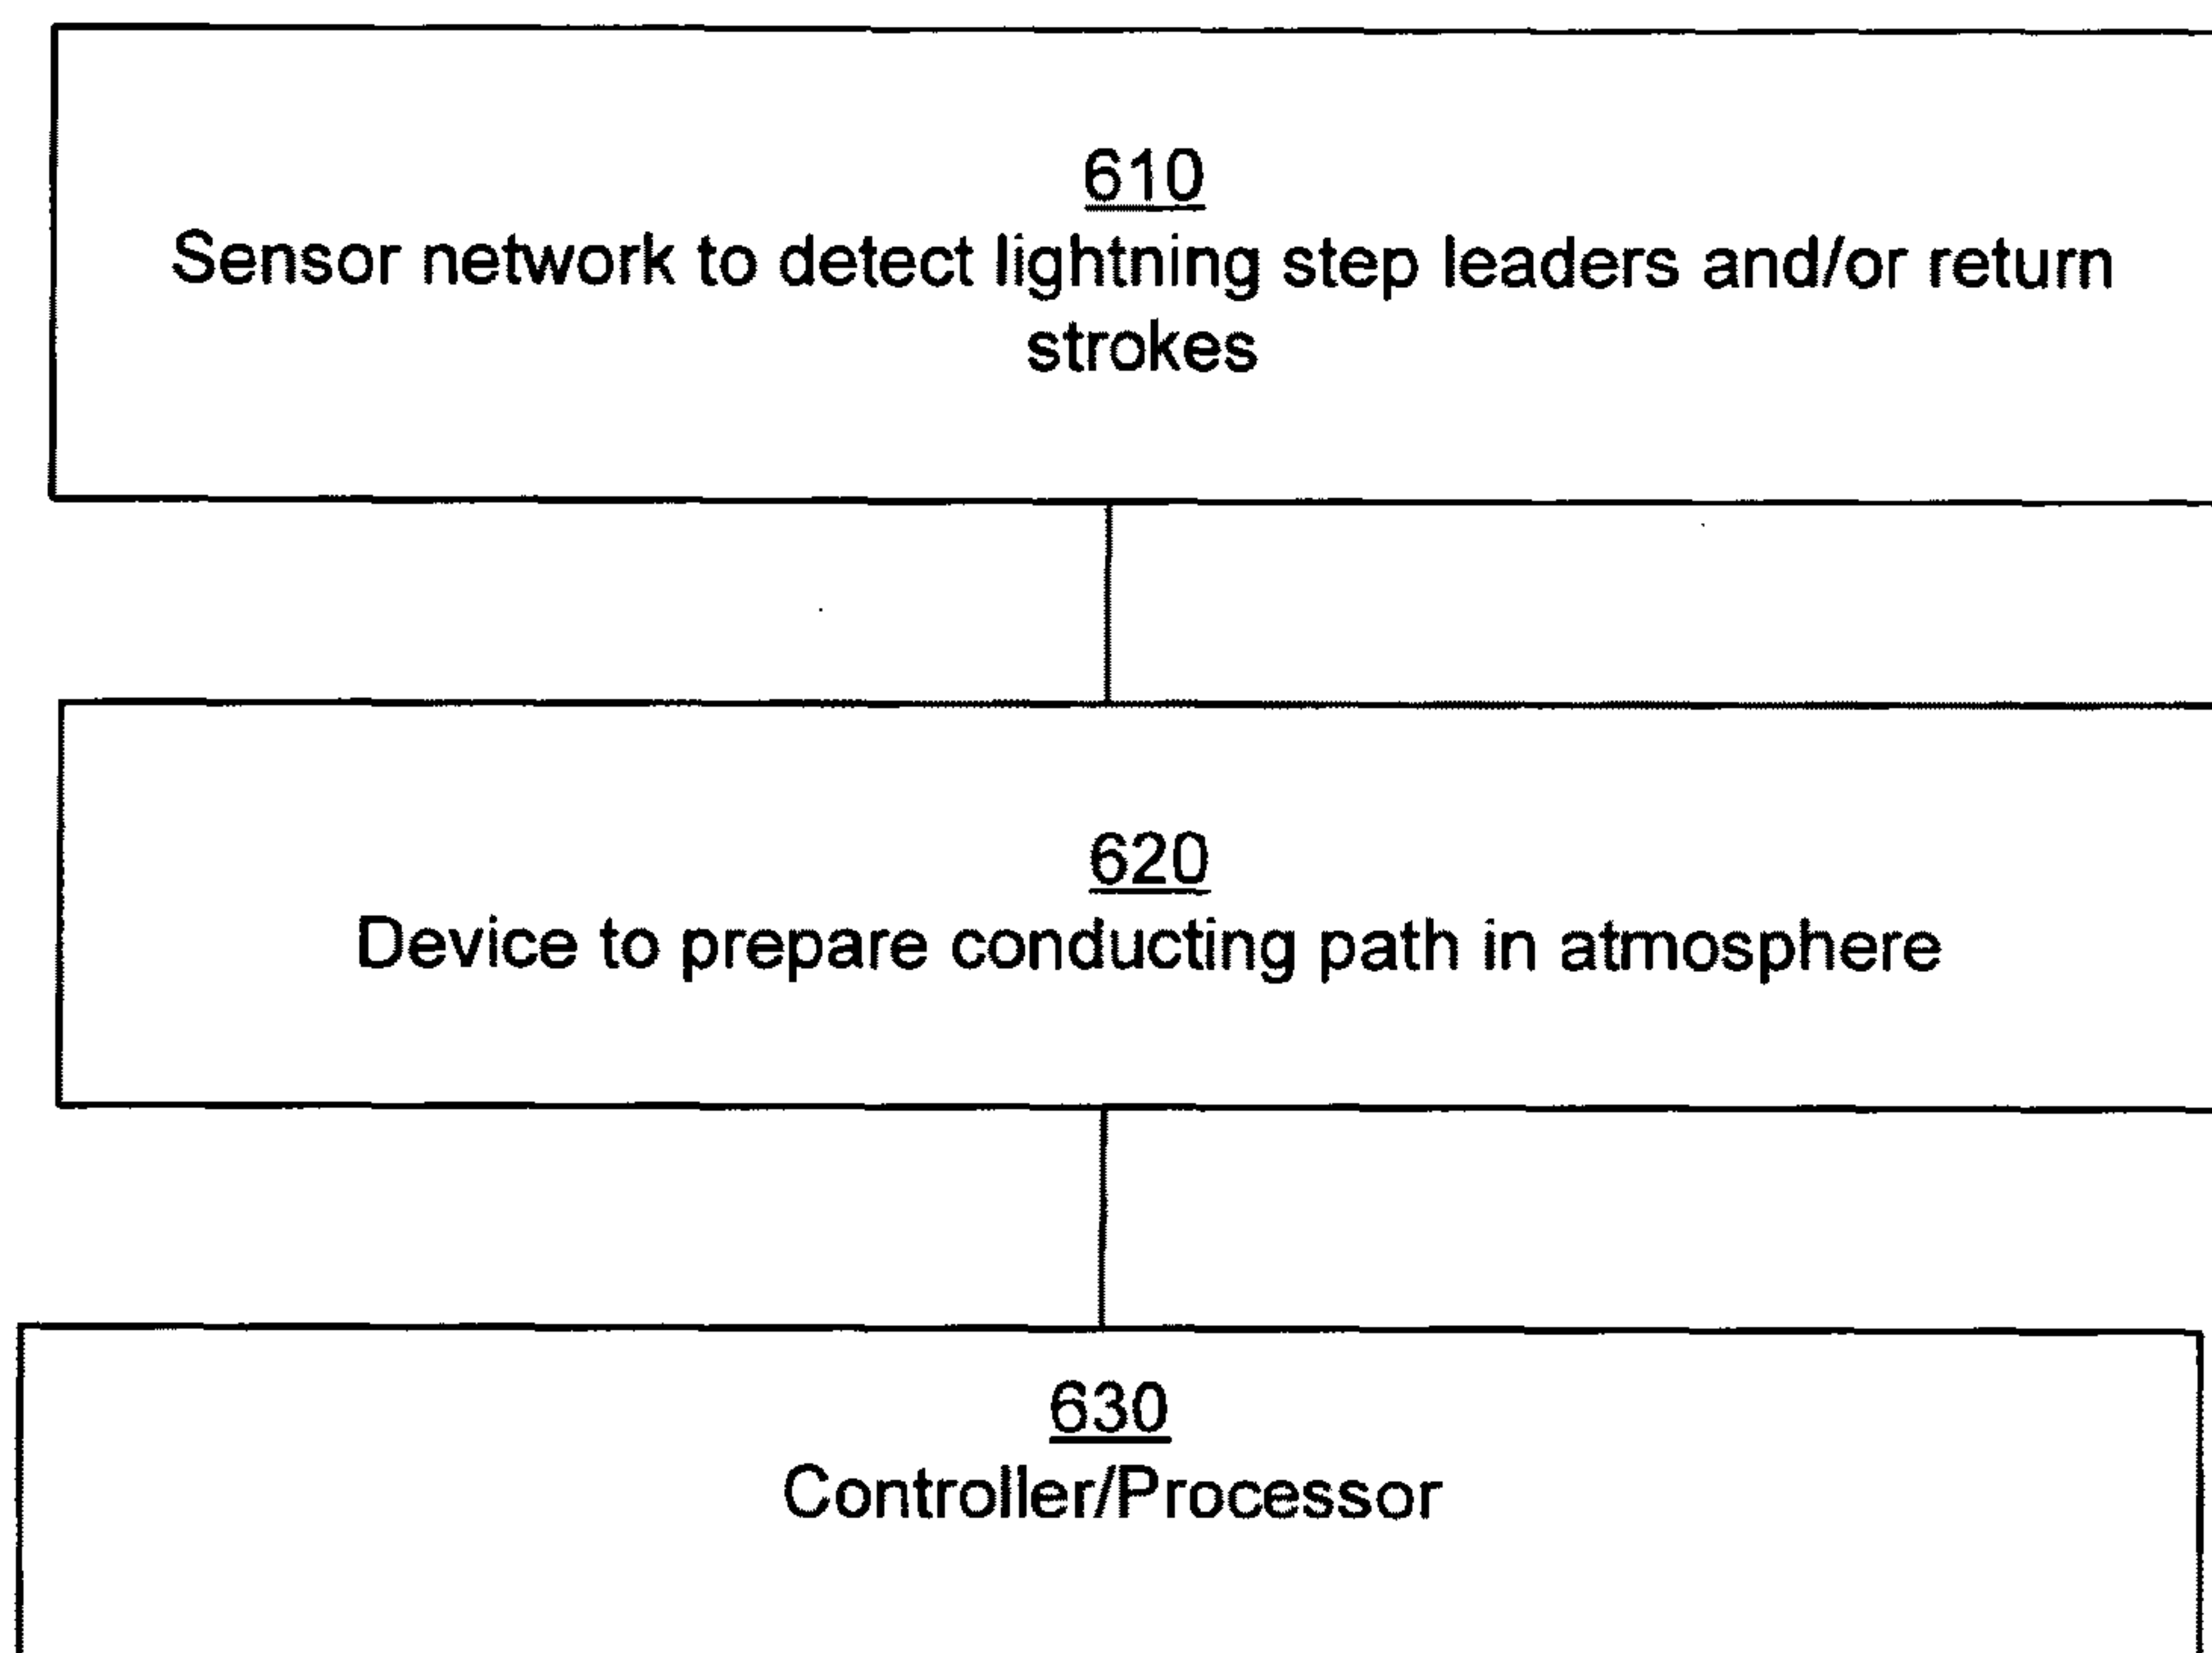 610
Sensor network to detect lightning step leaders and/or return
strokes
620
Device to prepare conducting path in atmosphere
630
Controller/Processor